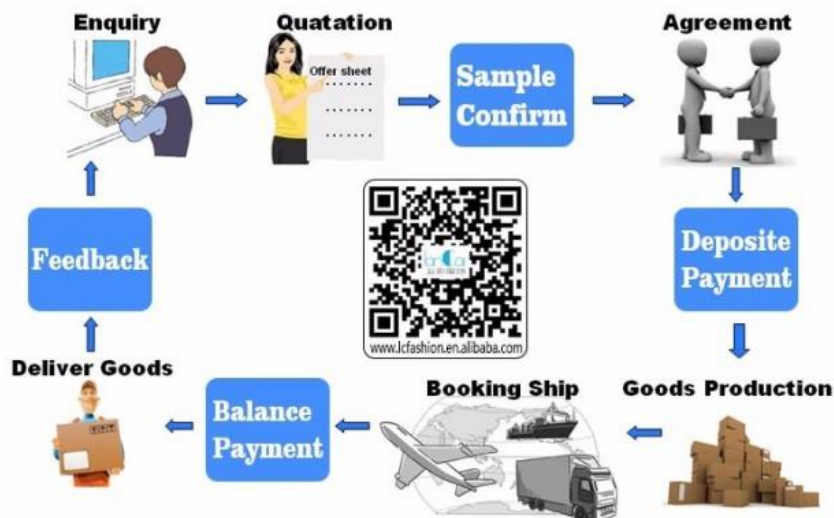 Enquiry
Quatation
Agreement
Offer sheet
Sample
Confirm
Feedback
Deposite
Payment
www.lcfashion.en.alibaba.com
Deliver Goods
Balance
Payment
Booking Ship
Goods Production